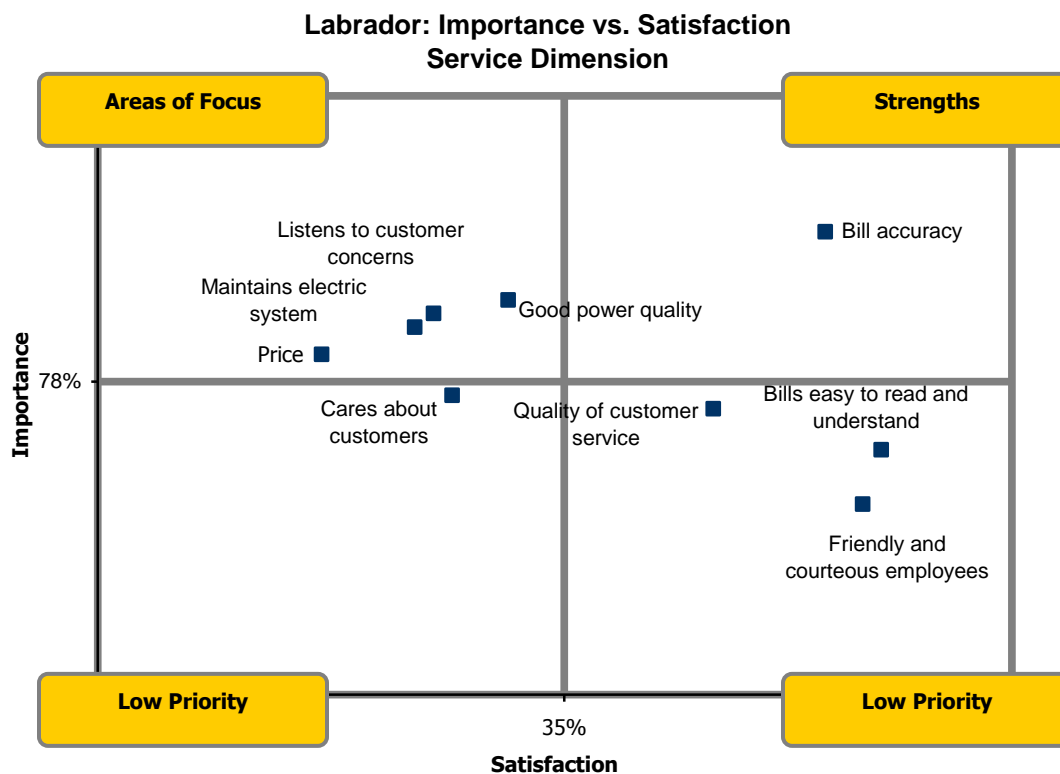 Labrador: Importance vs. Satisfaction
Service Dimension
Areas of Focus
Strengths
Listens to customer
concerns
Bill accuracy
Maintains electric
system
Good power quality
Price
Importance
78%
Cares about
customers
Quality of customer
service
Bills easy to read and
understand
Friendly and
courteous employees
Low Priority
Low Priority
35%
Satisfaction